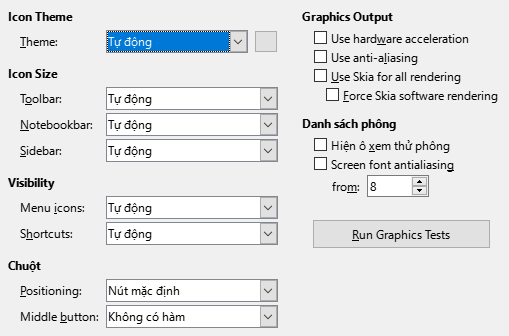 Icon Theme
Theme: Tự động
Icon Size
Toolbar: Tự động
Notebookbar: Tự động
Sidebar: Tự động
Visibility
Menu icons: Tự động
Shortcuts: Tự động
Chuột
Positioning: Nút mặc định
Middle button: Không có hàm
Graphics Output
Use hardware acceleration
Use anti-aliasing
Use Skia for all rendering
Force Skia software rendering
Danh sách phông
Hiện ô xem thử phông
Screen font antialiasing
from: 8
Run Graphics Tests